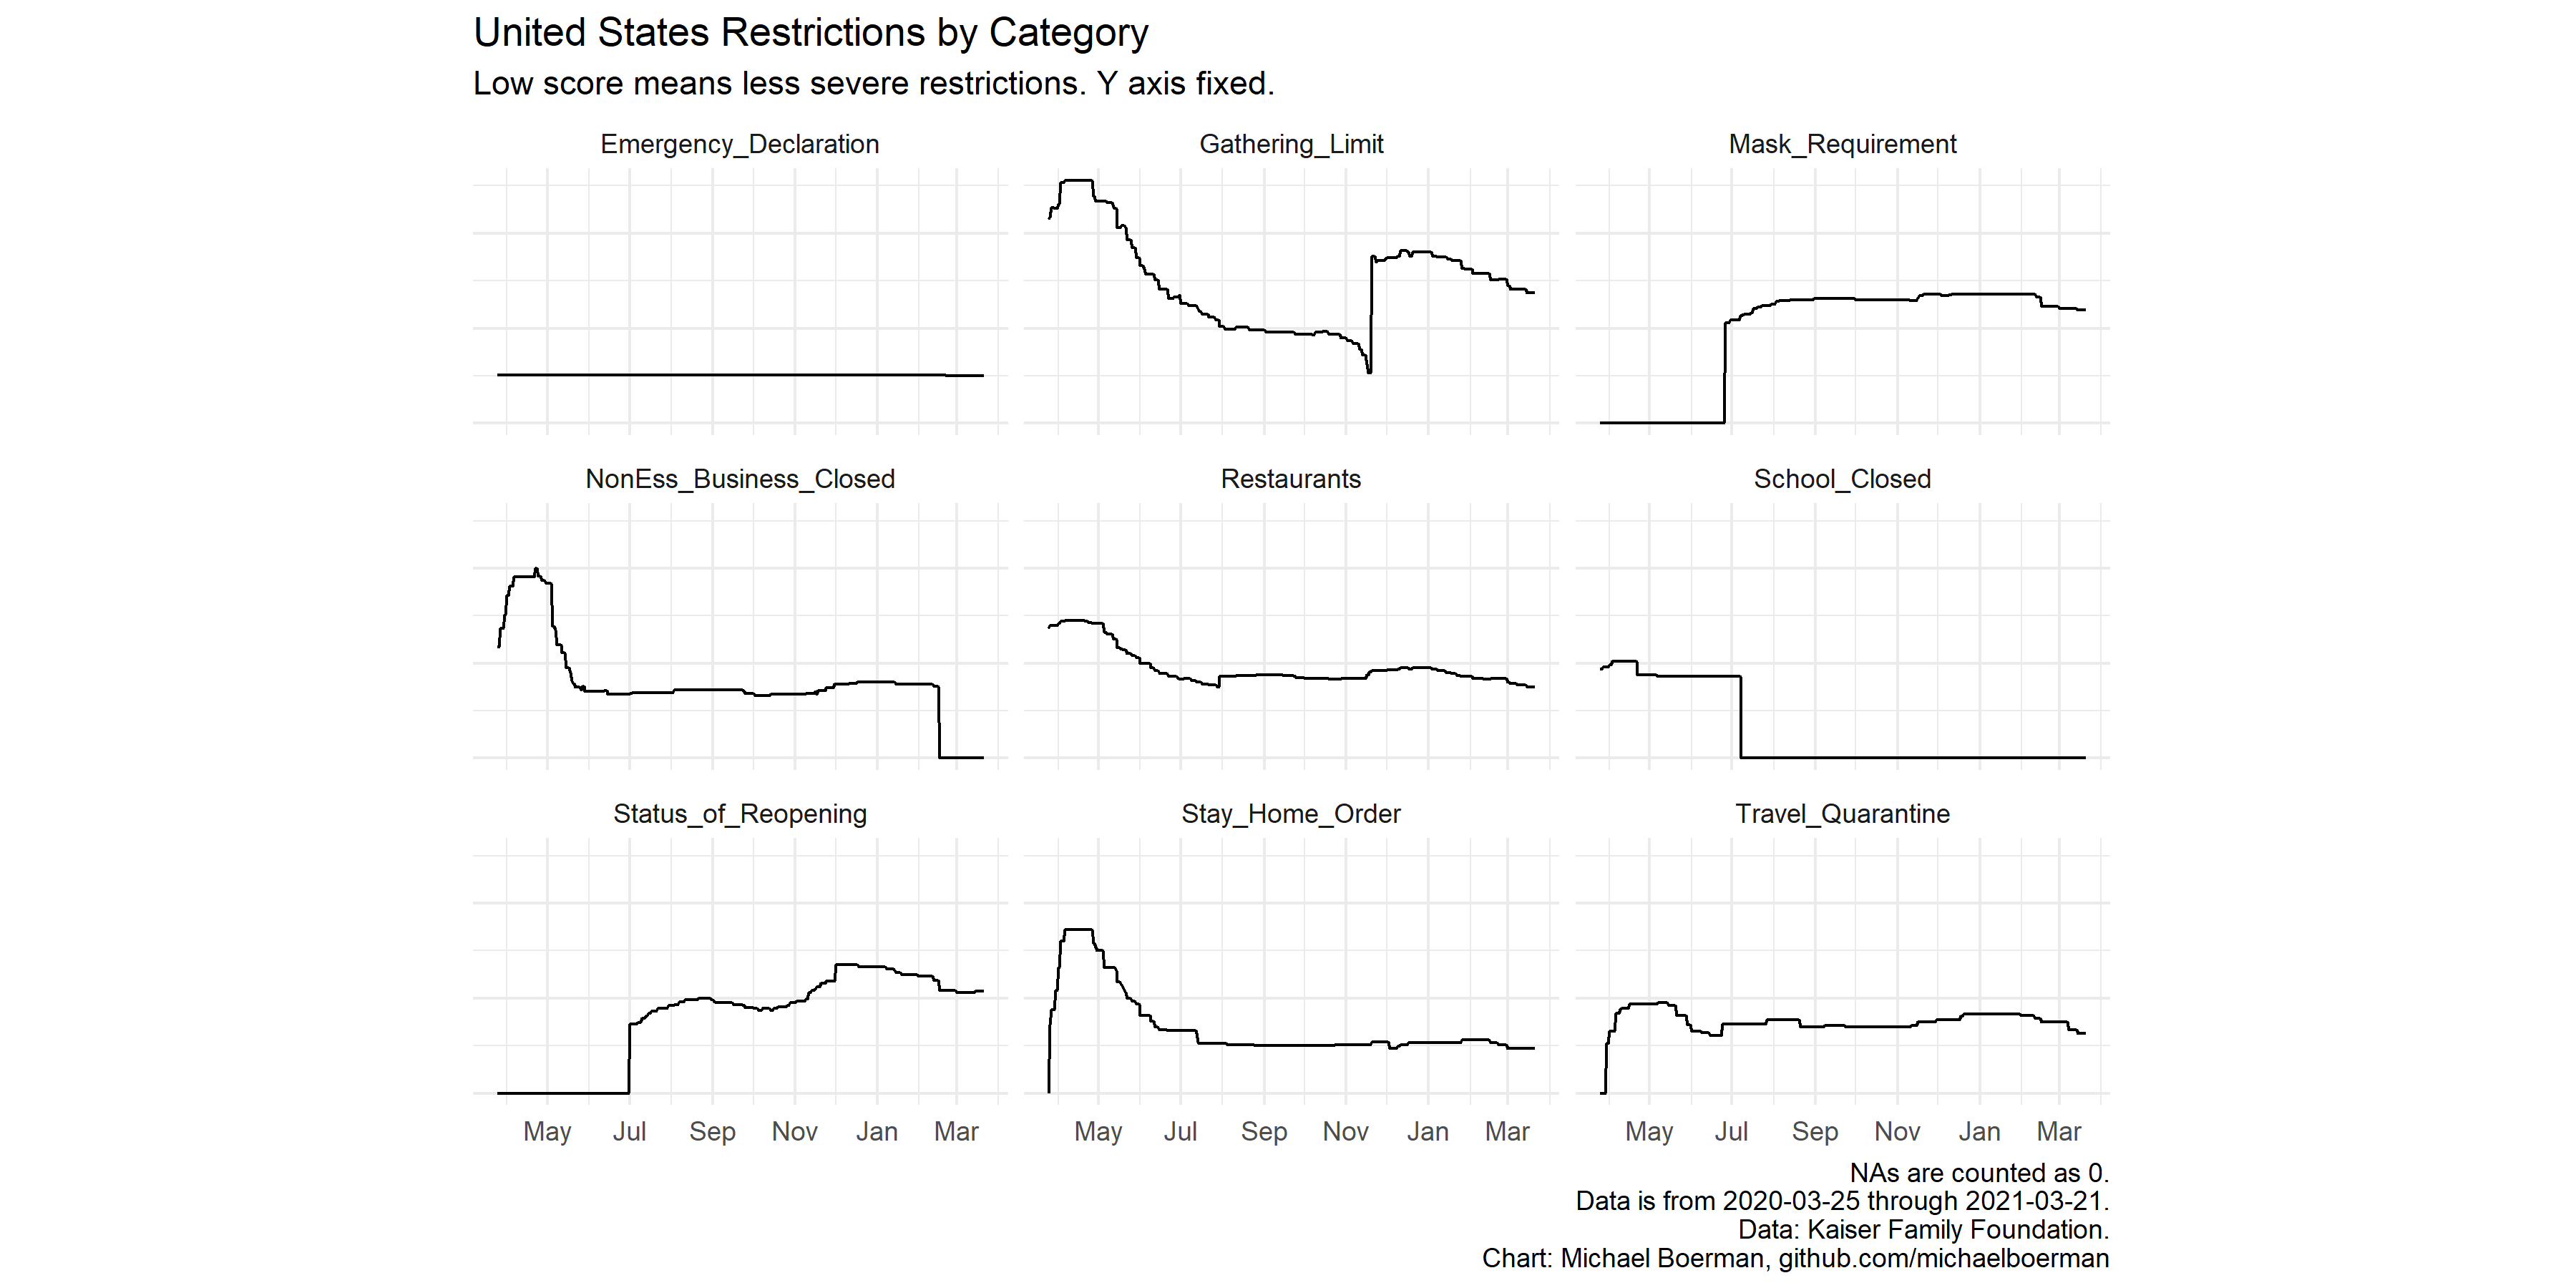 United States Restrictions by Category
Low score means less severe restrictions. Y axis fixed.
Emergency_Declaration
Gathering_Limit
Mask_Requirement
NonEss_Business_Closed
Restaurants
School_Closed
Status_of_Reopening
Stay_Home_Order
Travel_Quarantine
May Jul Sep Nov Jan Mar
May Jul Sep Nov Jan Mar
May Jul Sep Nov Jan Mar
NAs are counted as 0.
Data is from 2020-03-25 through 2021-03-21.
Data: Kaiser Family Foundation.
Chart: Michael Boerman, github.com/michaelboerman